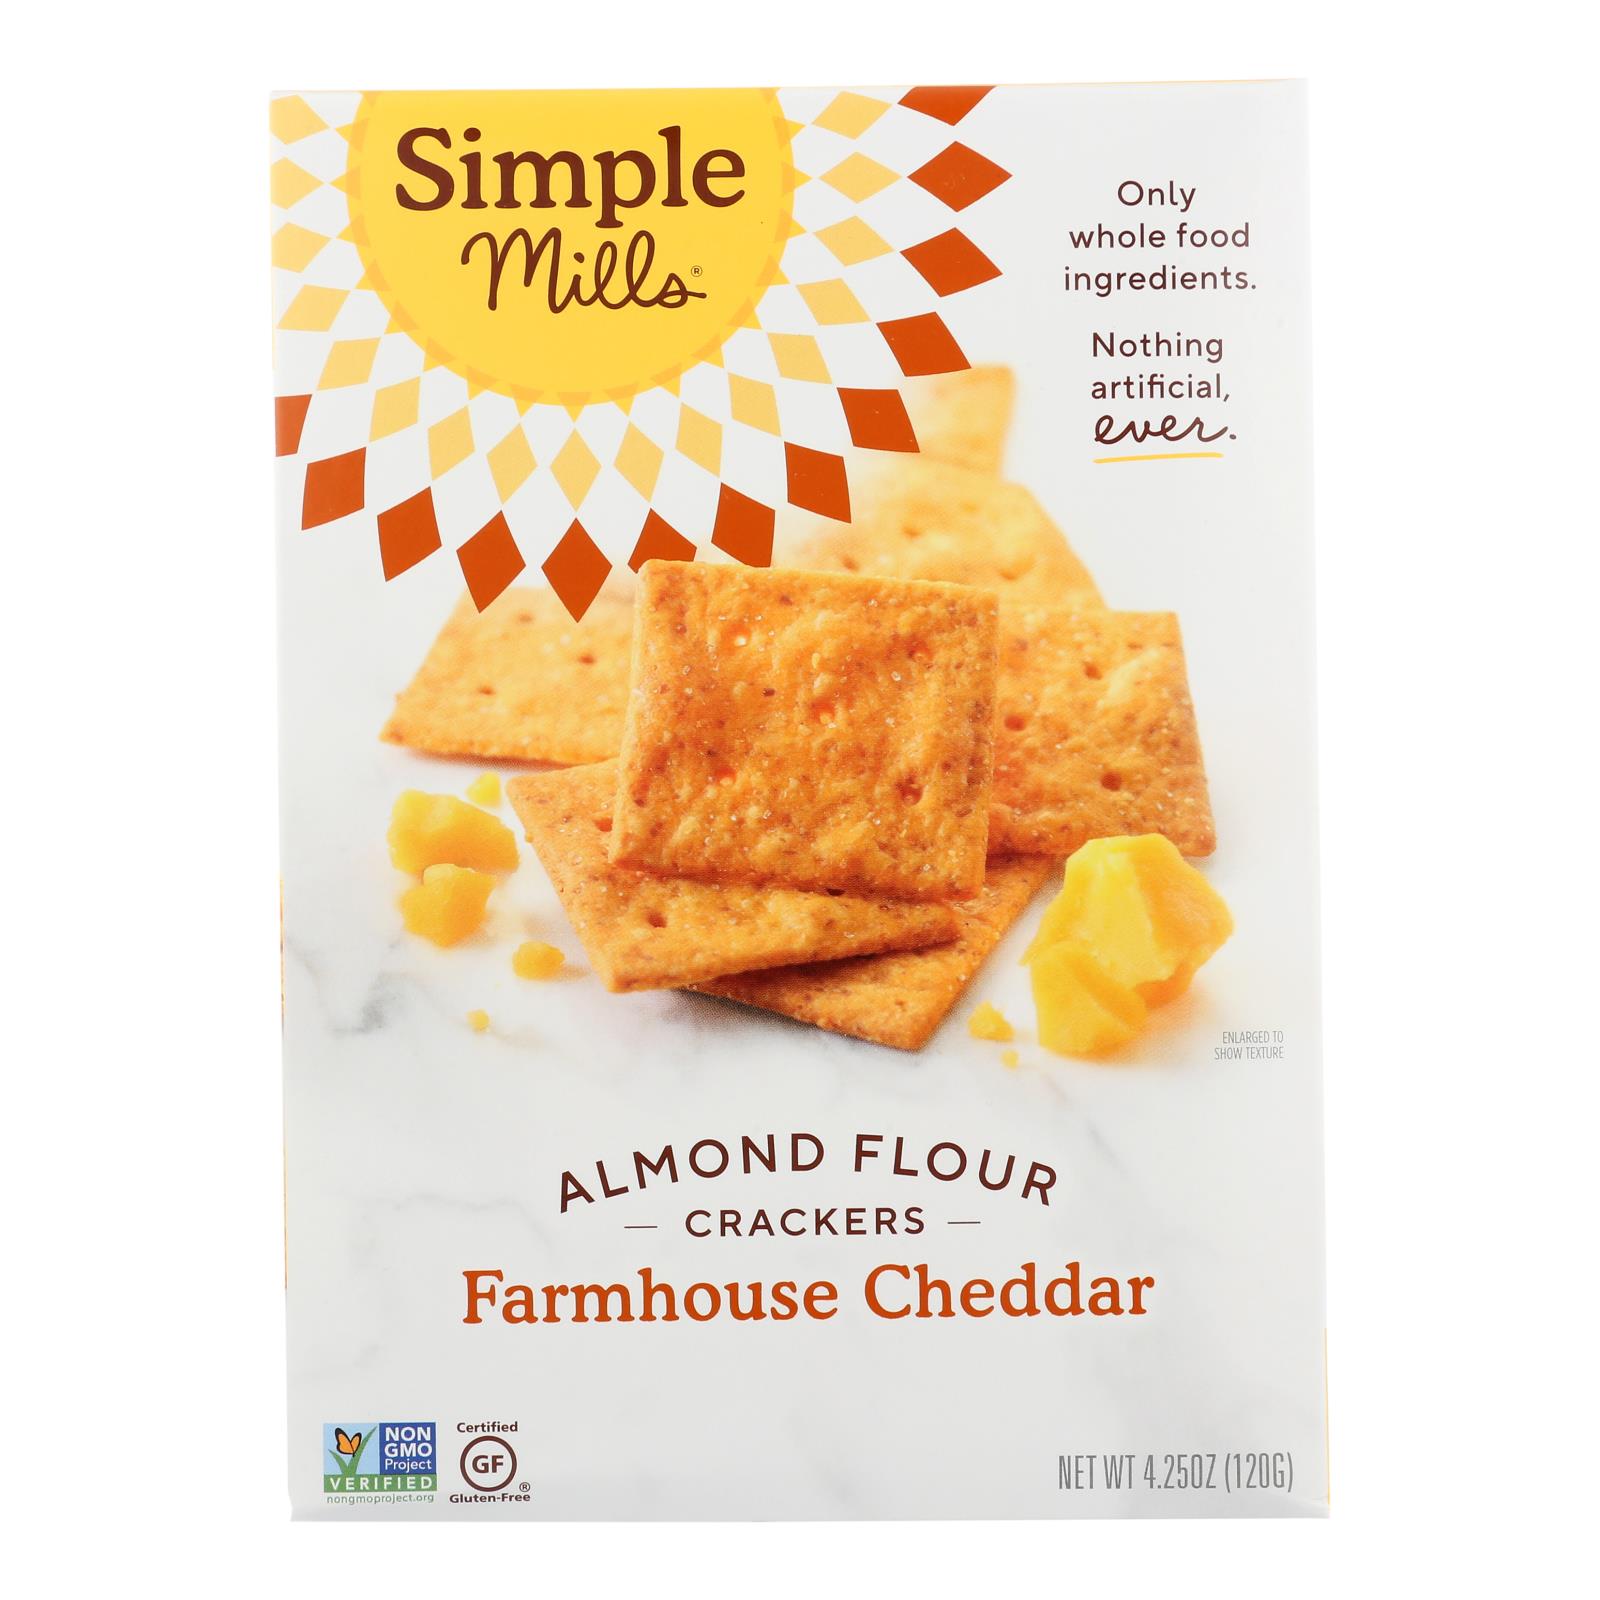 Simple
Mills®
Only
whole food
ingredients.
Nothing
artificial,
ever.
ENLARGED TO
SHOW TEXTURE
ALMOND FLOUR
— CRACKERS —
Farmhouse Cheddar
NON
GMO
Project
VERIFIED
nongmoproject.org
Certified
GF
®
Gluten-Free
NET WT 4.25OZ (120G)